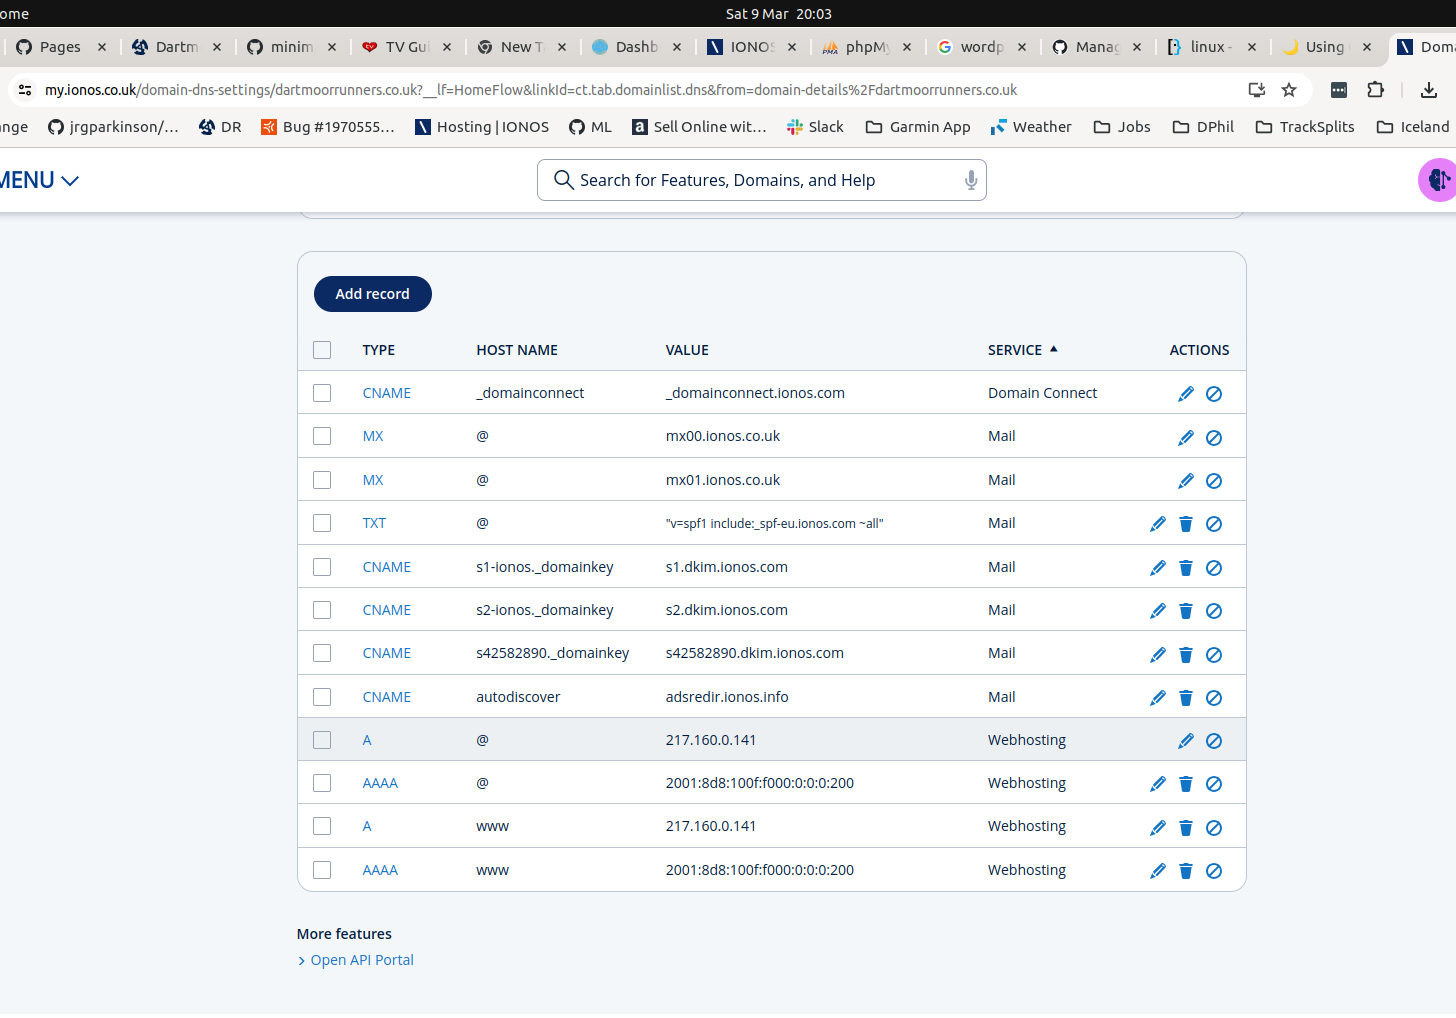 ome
Sat 9 Mar 20:03
Pages × Dartm × minim × TV Gui × New T × Dashb × IONOS × phpMy × wordp × Manag × linux - × Using × Dom
my.ionos.co.uk/domain-dns-settings/dartmoorrunners.co.uk?__lf=HomeFlow&linkId=ct.tab.domainlist.dns&from=domain-details%2Fdartmoorrunners.co.uk
nge jrgparkinson/... DR Bug #1970555... Hosting | IONOS ML Sell Online wit... Slack Garmin App Weather Jobs DPhil TrackSplits Iceland
MENU Search for Features, Domains, and Help
Add record
TYPE HOST NAME VALUE SERVICE ACTIONS
CNAME _domainconnect _domainconnect.ionos.com Domain Connect
MX @ mx00.ionos.co.uk Mail
MX @ mx01.ionos.co.uk Mail
TXT @ "v=spf1 include:_spf-eu.ionos.com ~all" Mail
CNAME s1-ionos._domainkey s1.dkim.ionos.com Mail
CNAME s2-ionos._domainkey s2.dkim.ionos.com Mail
CNAME s42582890._domainkey s42582890.dkim.ionos.com Mail
CNAME autodiscover adsredir.ionos.info Mail
A @ 217.160.0.141 Webhosting
AAAA @ 2001:8d8:100f:f000:0:0:0:200 Webhosting
A www 217.160.0.141 Webhosting
AAAA www 2001:8d8:100f:f000:0:0:0:200 Webhosting
More features
Open API Portal